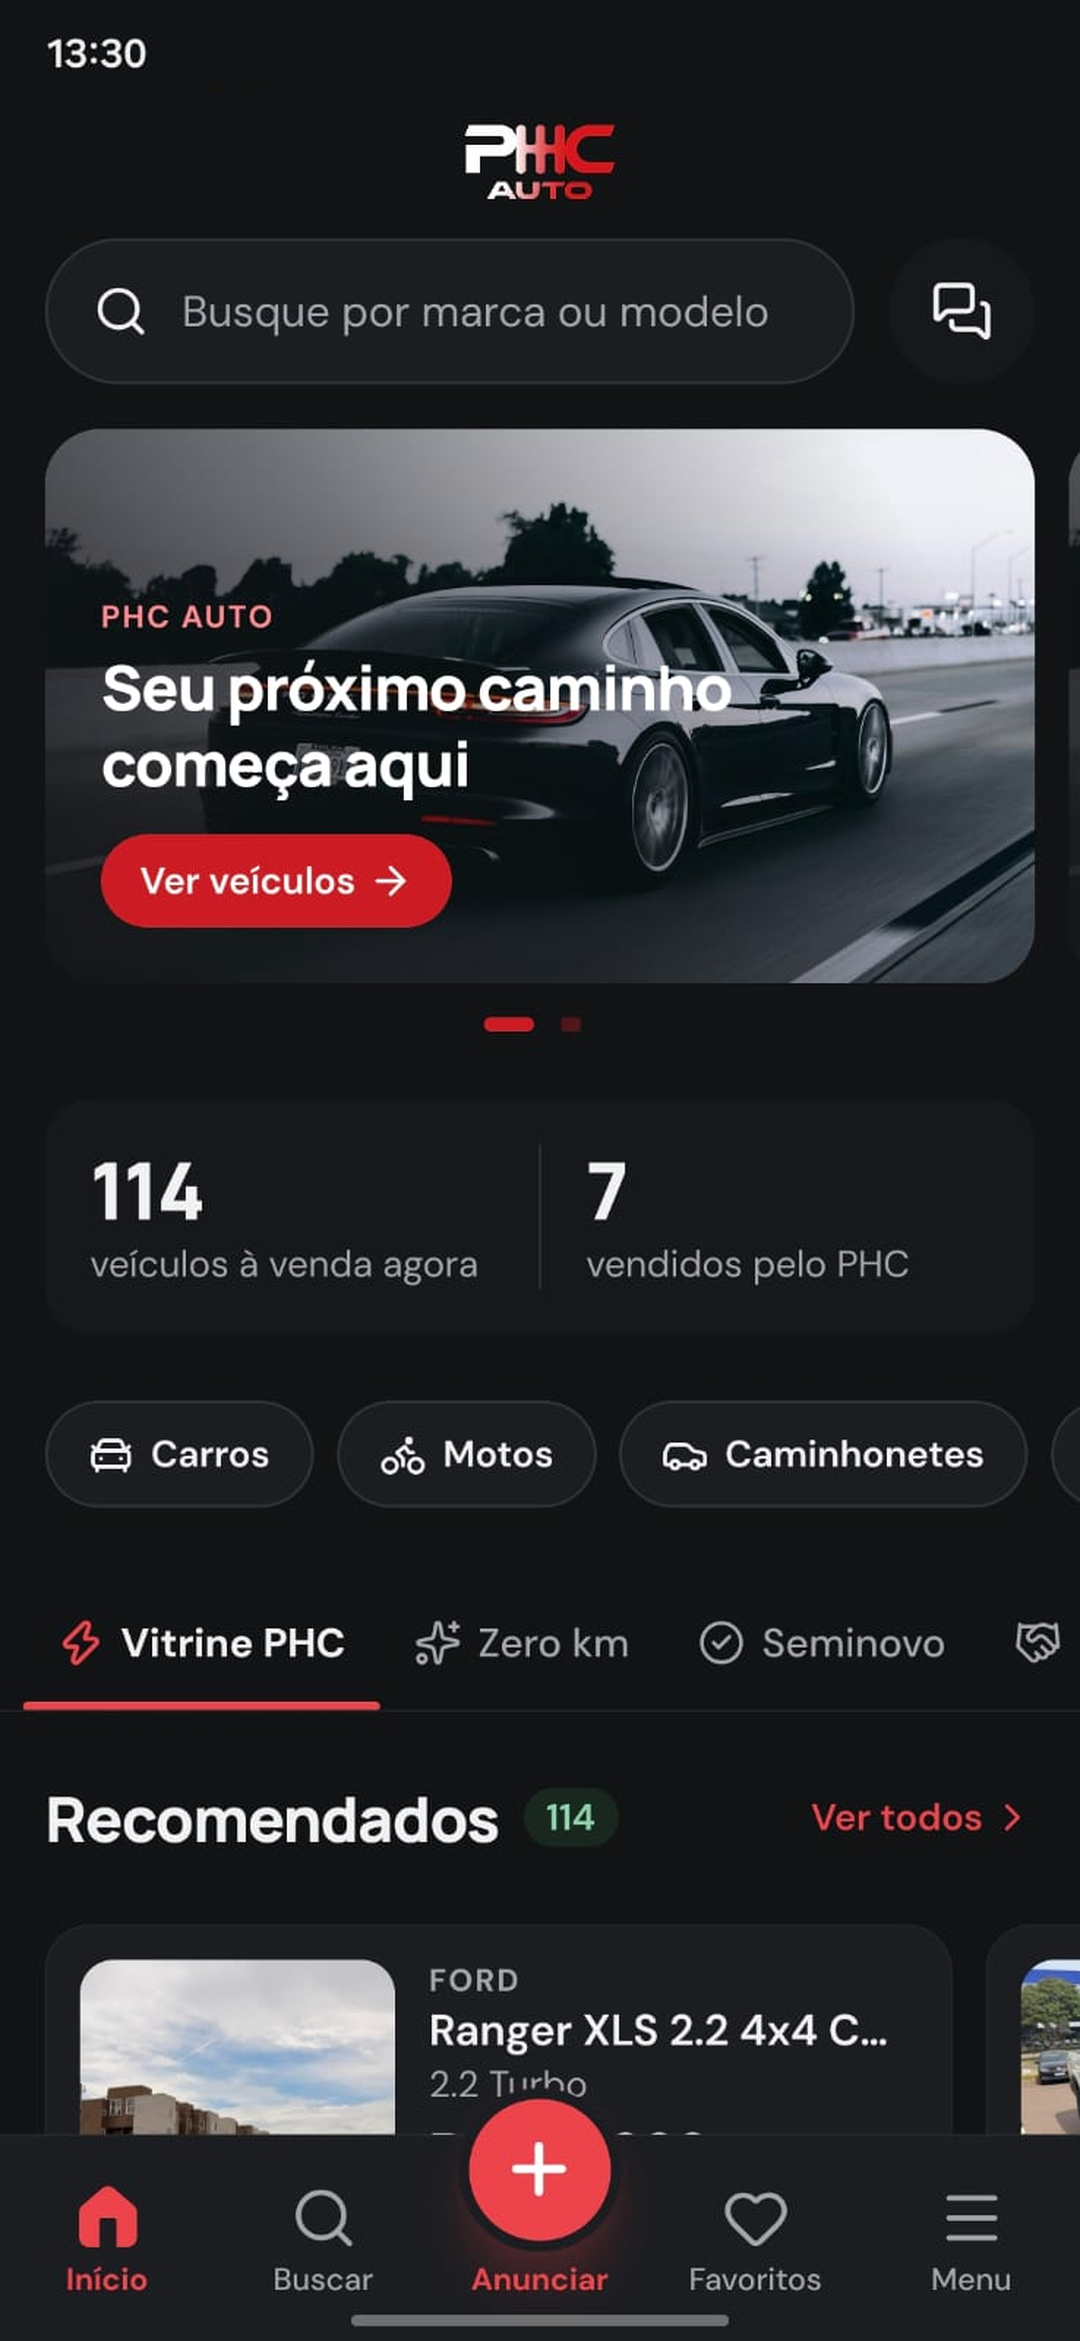 13:30
PHC
AUTO
Busque por marca ou modelo
PHC AUTO
Seu próximo caminho
começa aqui
Ver veículos
114
veículos à venda agora
7
vendidos pelo PHC
Carros
Motos
Caminhonetes
Vitrine PHC
Zero km
Seminovo
Recomendados
114
Ver todos
FORD
Ranger XLS 2.2 4x4 C...
2.2 Turbo
Início
Buscar
Anunciar
Favoritos
Menu